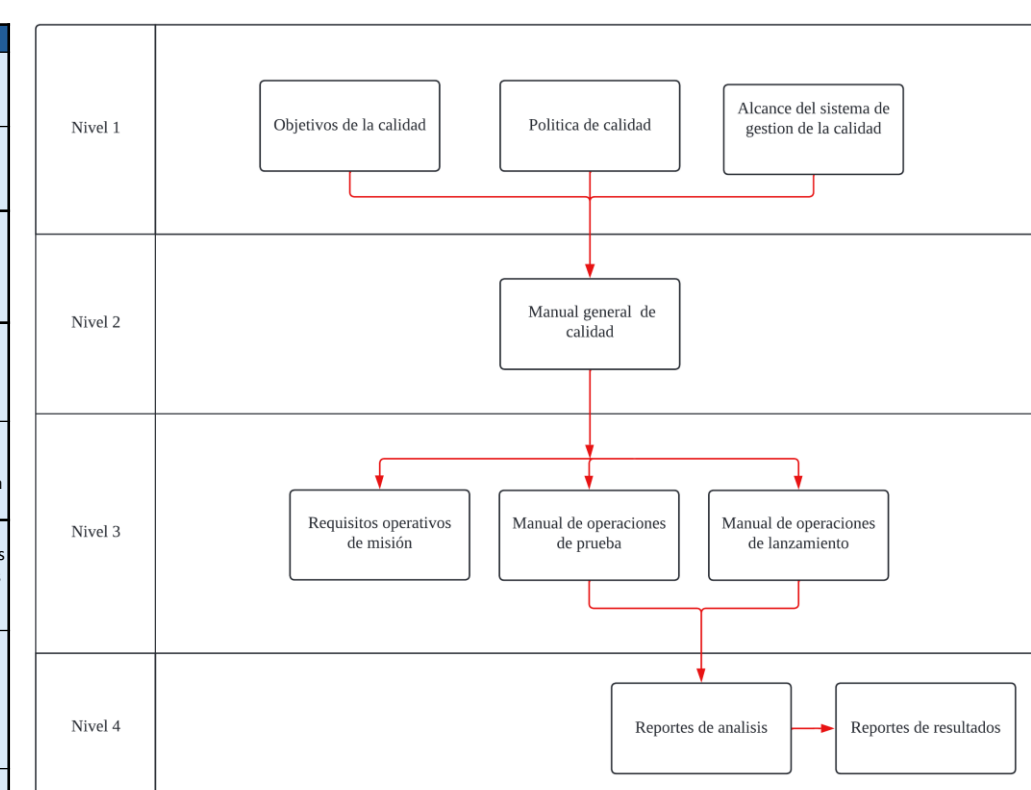 Nivel 1
Objetivos de la calidad
Politica de calidad
Alcance del sistema de
gestion de la calidad
Nivel 2
Manual general de
calidad
Nivel 3
Requisitos operativos
de misión
Manual de operaciones
de prueba
Manual de operaciones
de lanzamiento
Nivel 4
Reportes de analisis
Reportes de resultados